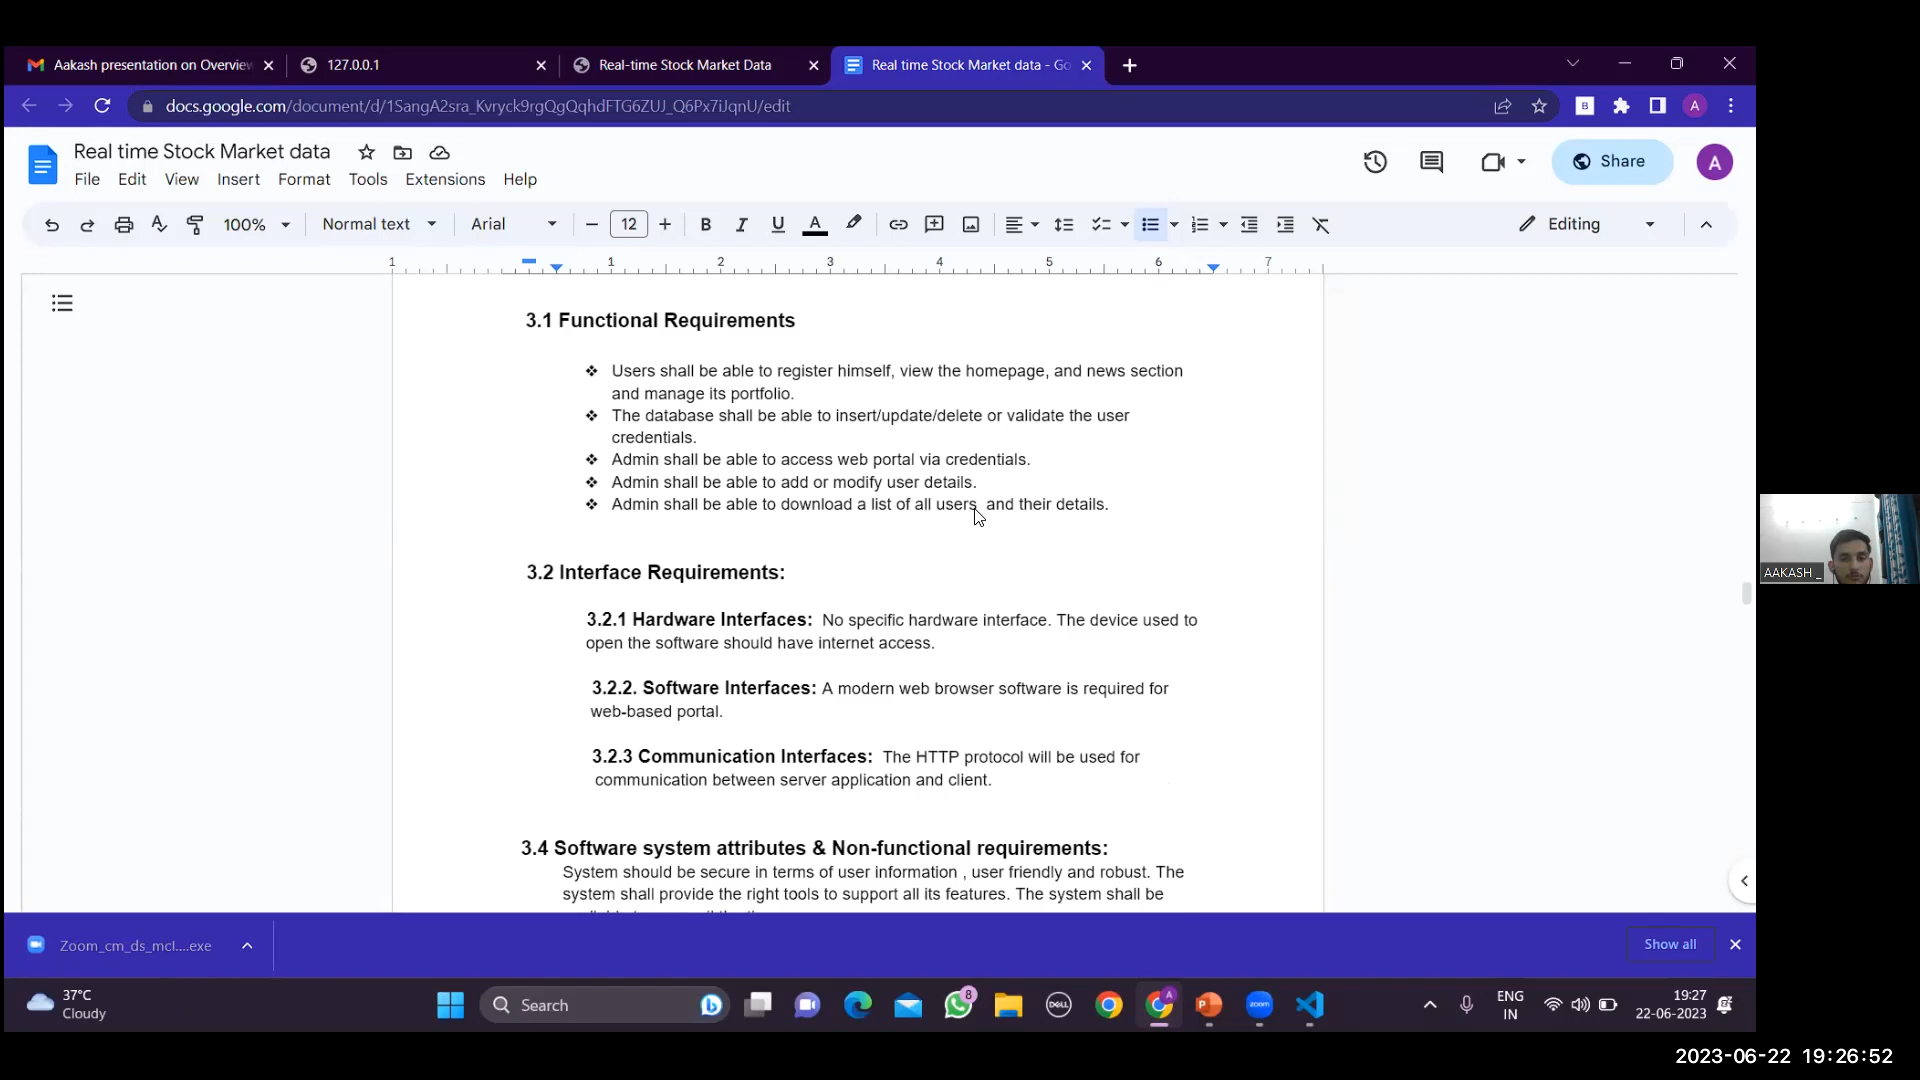 Aakash presentation on Overview
127.0.0.1
Real-time Stock Market Data
Real time Stock Market data - Go
docs.google.com/document/d/1SangA2sra_Kvryck9rgQgQqhdFTG6ZUJ_Q6Px7iJqnU/edit
B
A
Real time Stock Market data
File Edit View Insert Format Tools Extensions Help
Share
A
100%
Normal text
Arial
12
B I U A
Editing
1 1 2 3 4 5 6 7
3.1 Functional Requirements
❖ Users shall be able to register himself, view the homepage, and news section
and manage its portfolio.
❖ The database shall be able to insert/update/delete or validate the user
credentials.
❖ Admin shall be able to access web portal via credentials.
❖ Admin shall be able to add or modify user details.
❖ Admin shall be able to download a list of all users, and their details.
3.2 Interface Requirements:
3.2.1 Hardware Interfaces: No specific hardware interface. The device used to
open the software should have internet access.
3.2.2. Software Interfaces: A modern web browser software is required for
web-based portal.
3.2.3 Communication Interfaces: The HTTP protocol will be used for
communication between server application and client.
3.4 Software system attributes & Non-functional requirements:
System should be secure in terms of user information , user friendly and robust. The
system shall provide the right tools to support all its features. The system shall be
AAKASH _
Zoom_cm_ds_mcl....exe
Show all
37°C
Cloudy
Search
8
DELL
A
P
zoom
ENG
IN
19:27
22-06-2023
2023-06-22 19:26:52